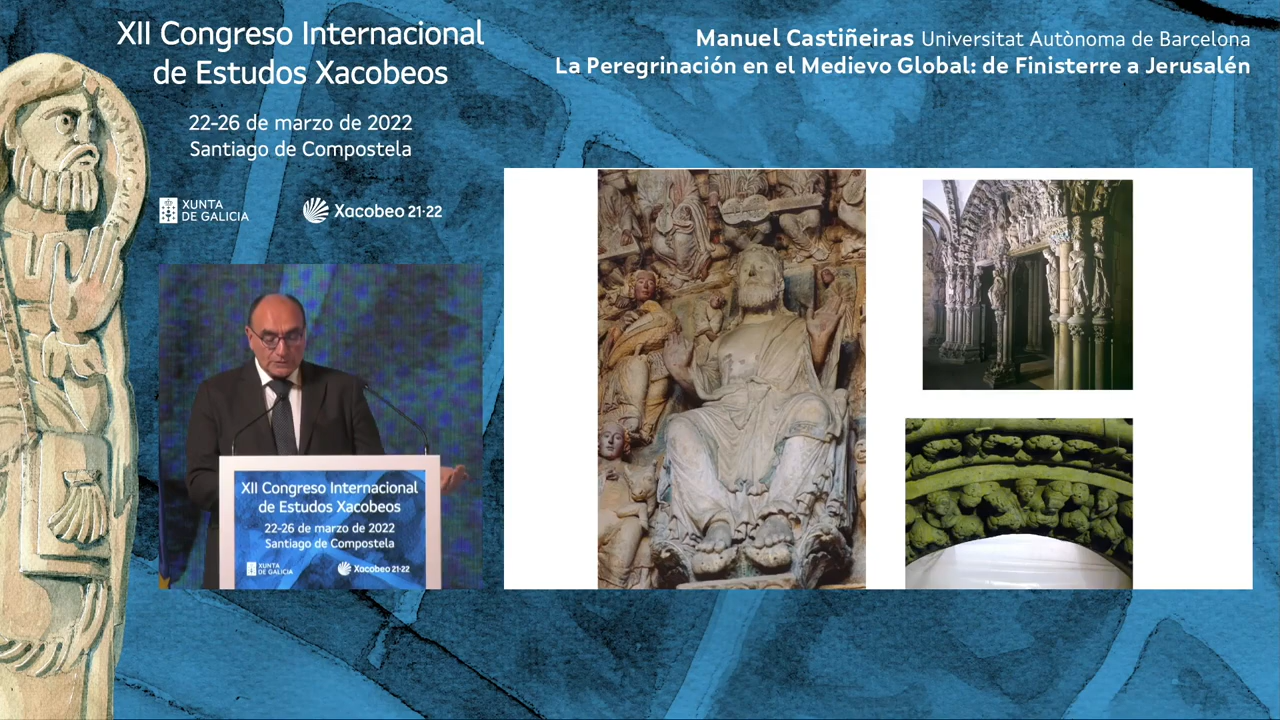 XII Congreso Internacional
de Estudos Xacobeos
22-26 de marzo de 2022
Santiago de Compostela
XUNTA
DE GALICIA
Xacobeo 21·22
Manuel Castiñeiras Universitat Autònoma de Barcelona
La Peregrinación en el Medievo Global: de Finisterre a Jerusalén
XII Congreso Internacional
de Estudos Xacobeos
22-26 de marzo de 2022
Santiago de Compostela
XUNTA
DE GALICIA
Xacobeo 21·22